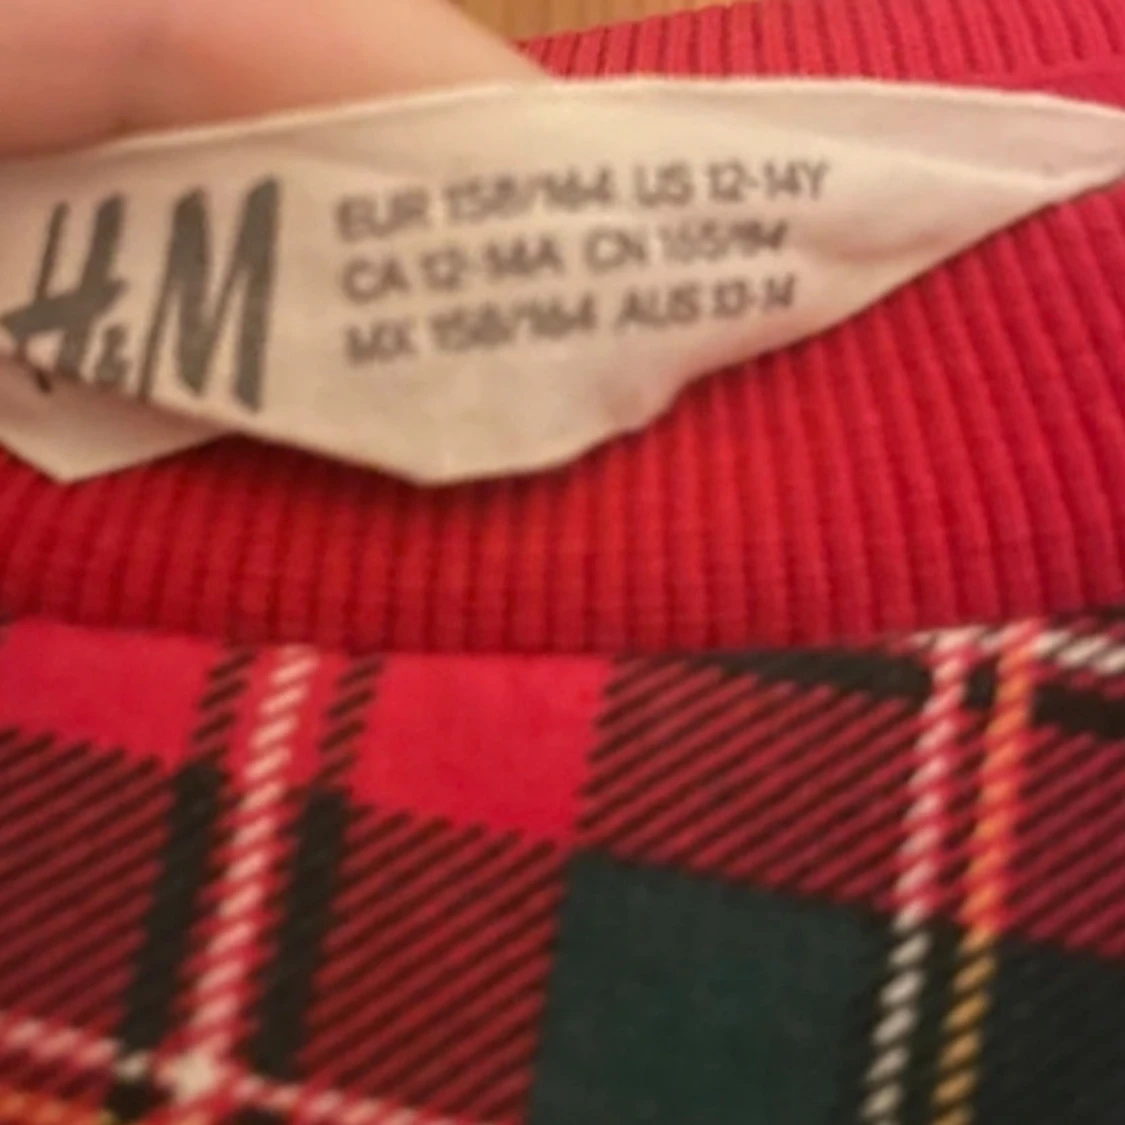 H&M
EUR 158/164 US 12-14Y
CA 12-14A CN 165/84
MX 158/164 AUS 13-14